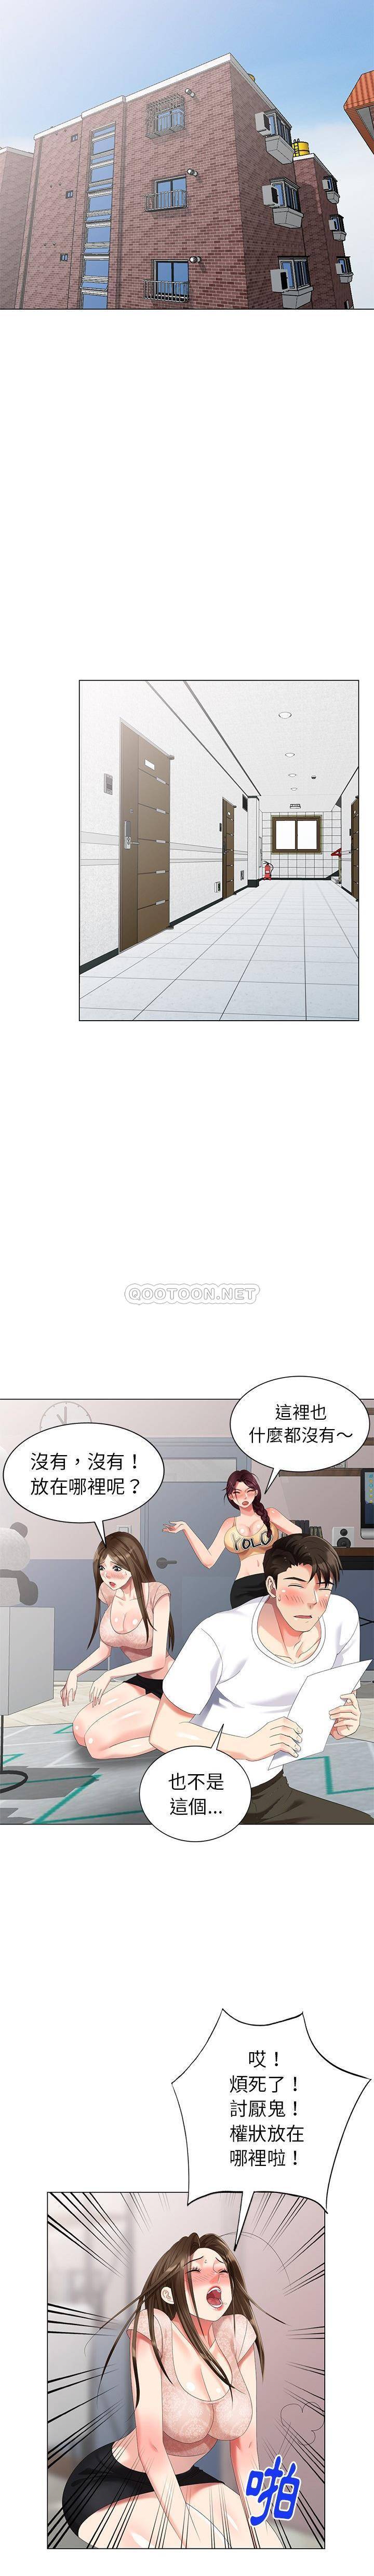 QOOTOON.NET
這裡也
什麼都沒有～
沒有，沒有！
放在哪裡呢？
YOLO
也不是
這個...
哎！
煩死了！
討厭鬼！
權狀放在
哪裡啦！
啪